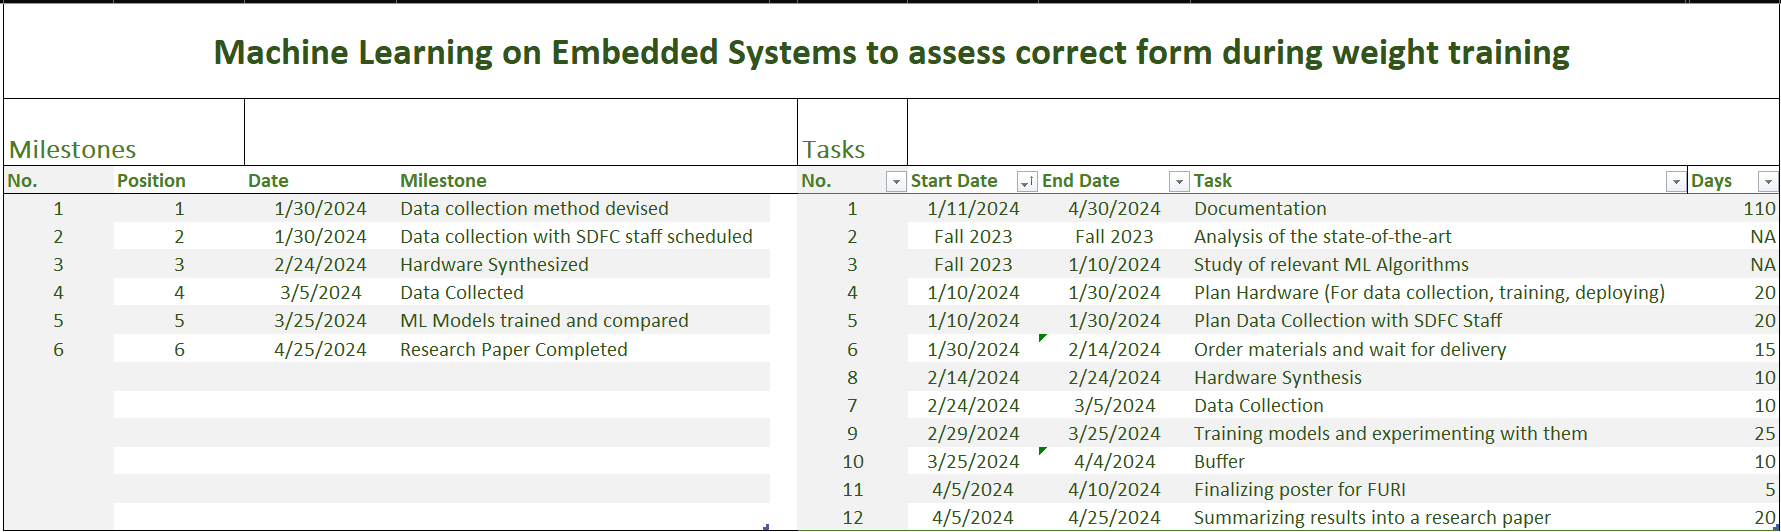 Machine Learning on Embedded Systems to assess correct form during weight training
Milestones Tasks
No. Position Date Milestone No. Start Date End Date Task Days
1 1 1/30/2024 Data collection method devised 1 1/11/2024 4/30/2024 Documentation 110
2 2 1/30/2024 Data collection with SDFC staff scheduled 2 Fall 2023 Fall 2023 Analysis of the state-of-the-art NA
3 3 2/24/2024 Hardware Synthesized 3 Fall 2023 1/10/2024 Study of relevant ML Algorithms NA
4 4 3/5/2024 Data Collected 4 1/10/2024 1/30/2024 Plan Hardware (For data collection, training, deploying) 20
5 5 3/25/2024 ML Models trained and compared 5 1/10/2024 1/30/2024 Plan Data Collection with SDFC Staff 20
6 6 4/25/2024 Research Paper Completed 6 1/30/2024 2/14/2024 Order materials and wait for delivery 15
8 2/14/2024 2/24/2024 Hardware Synthesis 10
7 2/24/2024 3/5/2024 Data Collection 10
9 2/29/2024 3/25/2024 Training models and experimenting with them 25
10 3/25/2024 4/4/2024 Buffer 10
11 4/5/2024 4/10/2024 Finalizing poster for FURI 5
12 4/5/2024 4/25/2024 Summarizing results into a research paper 20